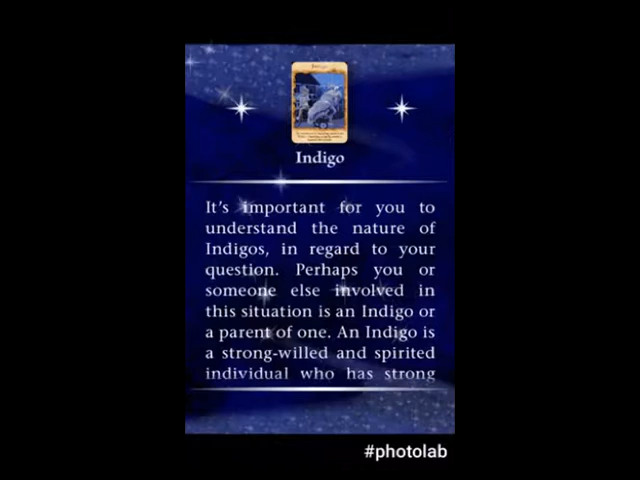 Indigo
It's important for you to
understand the nature of
Indigos, in regard to your
question. Perhaps you or
someone else involved in
this situation is an Indigo or
a parent of one. An Indigo is
a strong-willed and spirited
individual who has strong
#photolab